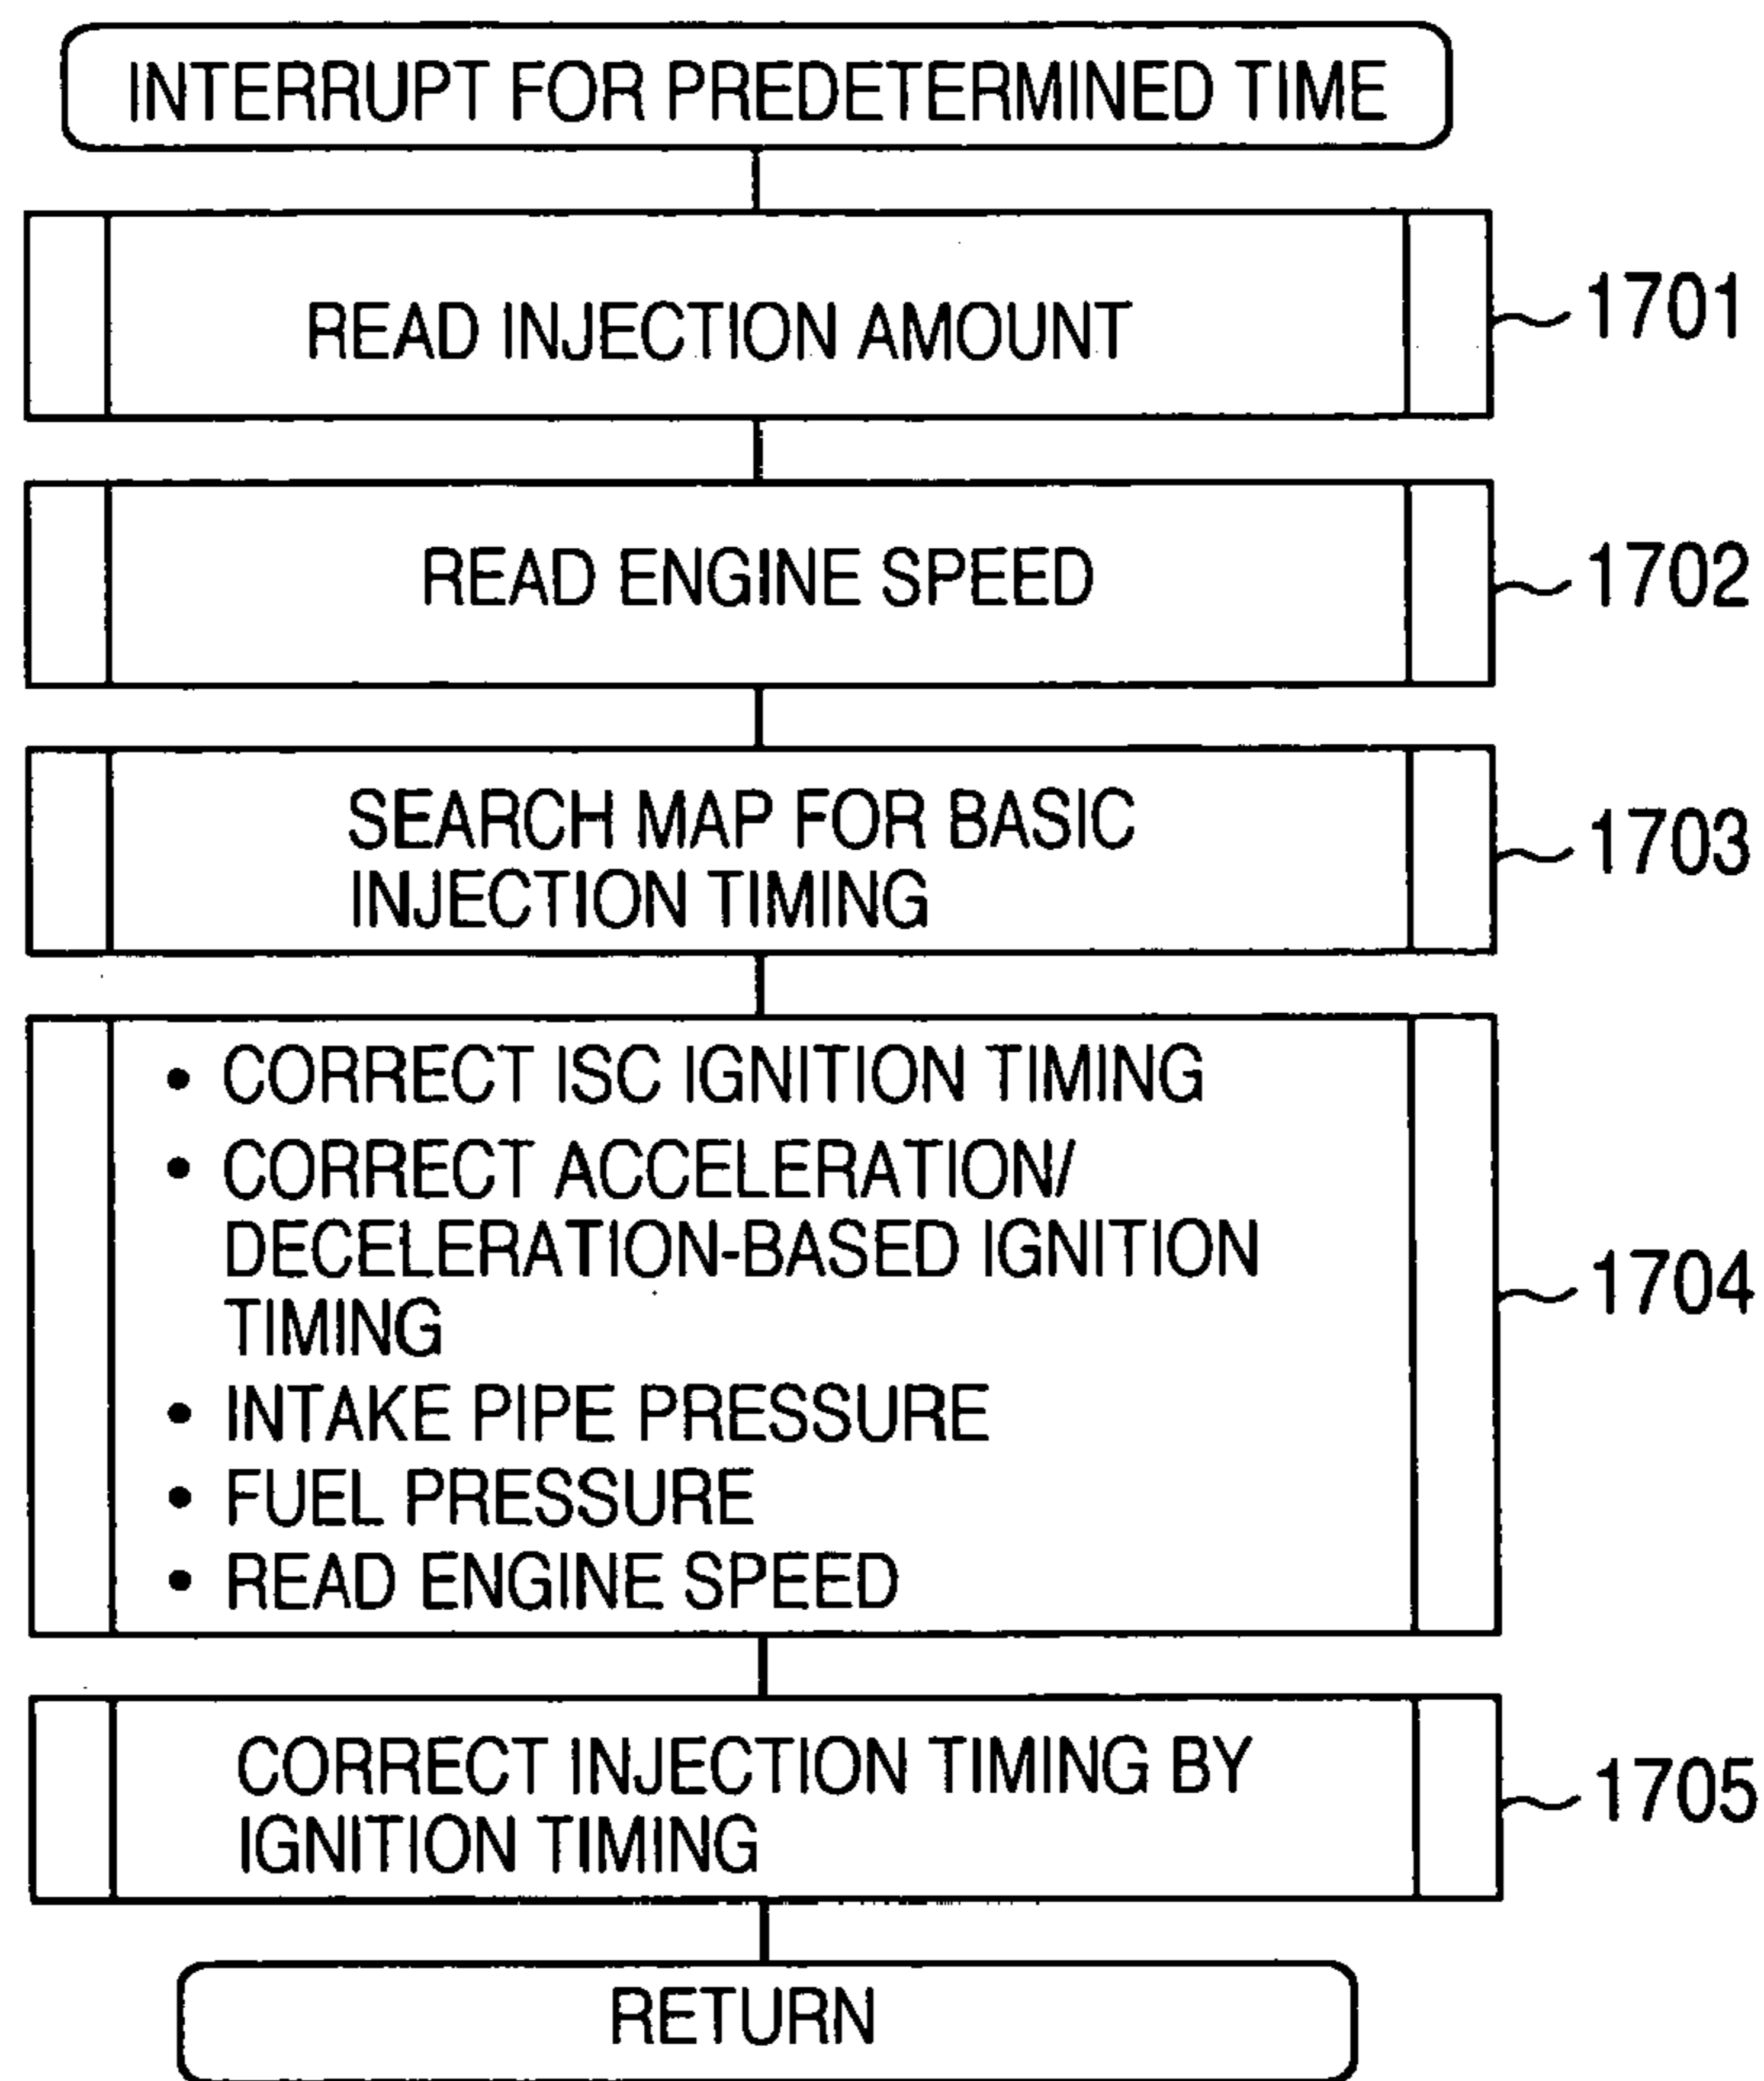 INTERRUPT FOR PREDETERMINED TIME
READ INJECTION AMOUNT
1701
READ ENGINE SPEED
1702
SEARCH MAP FOR BASIC
INJECTION TIMING
1703
• CORRECT ISC IGNITION TIMING
• CORRECT ACCELERATION/
DECELERATION-BASED IGNITION
TIMING
• INTAKE PIPE PRESSURE
• FUEL PRESSURE
• READ ENGINE SPEED
1704
CORRECT INJECTION TIMING BY
IGNITION TIMING
1705
RETURN